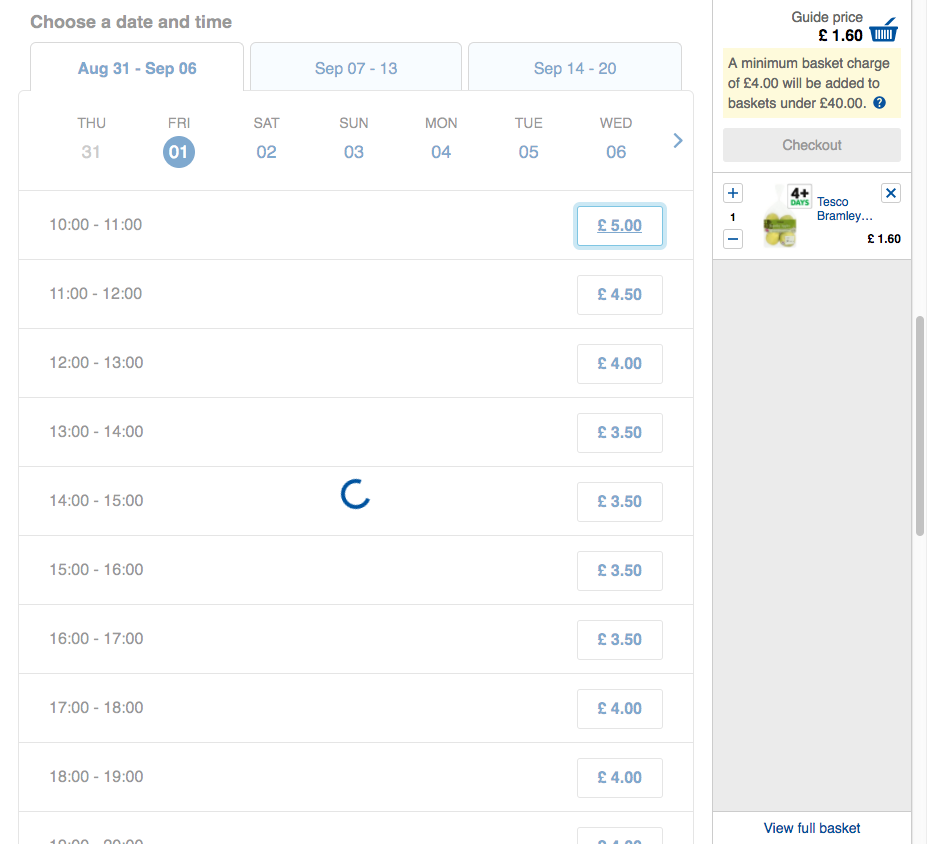 Choose a date and time
Aug 31 - Sep 06
Sep 07 - 13
Sep 14 - 20
THU FRI SAT SUN MON TUE WED
31 01 02 03 04 05 06
10:00 - 11:00 £ 5.00
11:00 - 12:00 £ 4.50
12:00 - 13:00 £ 4.00
13:00 - 14:00 £ 3.50
14:00 - 15:00 £ 3.50
15:00 - 16:00 £ 3.50
16:00 - 17:00 £ 3.50
17:00 - 18:00 £ 4.00
18:00 - 19:00 £ 4.00
Guide price
£ 1.60
A minimum basket charge
of £4.00 will be added to
baskets under £40.00. ?
Checkout
+
1
−
4+
DAYS
Tesco
Bramley...
£ 1.60
View full basket